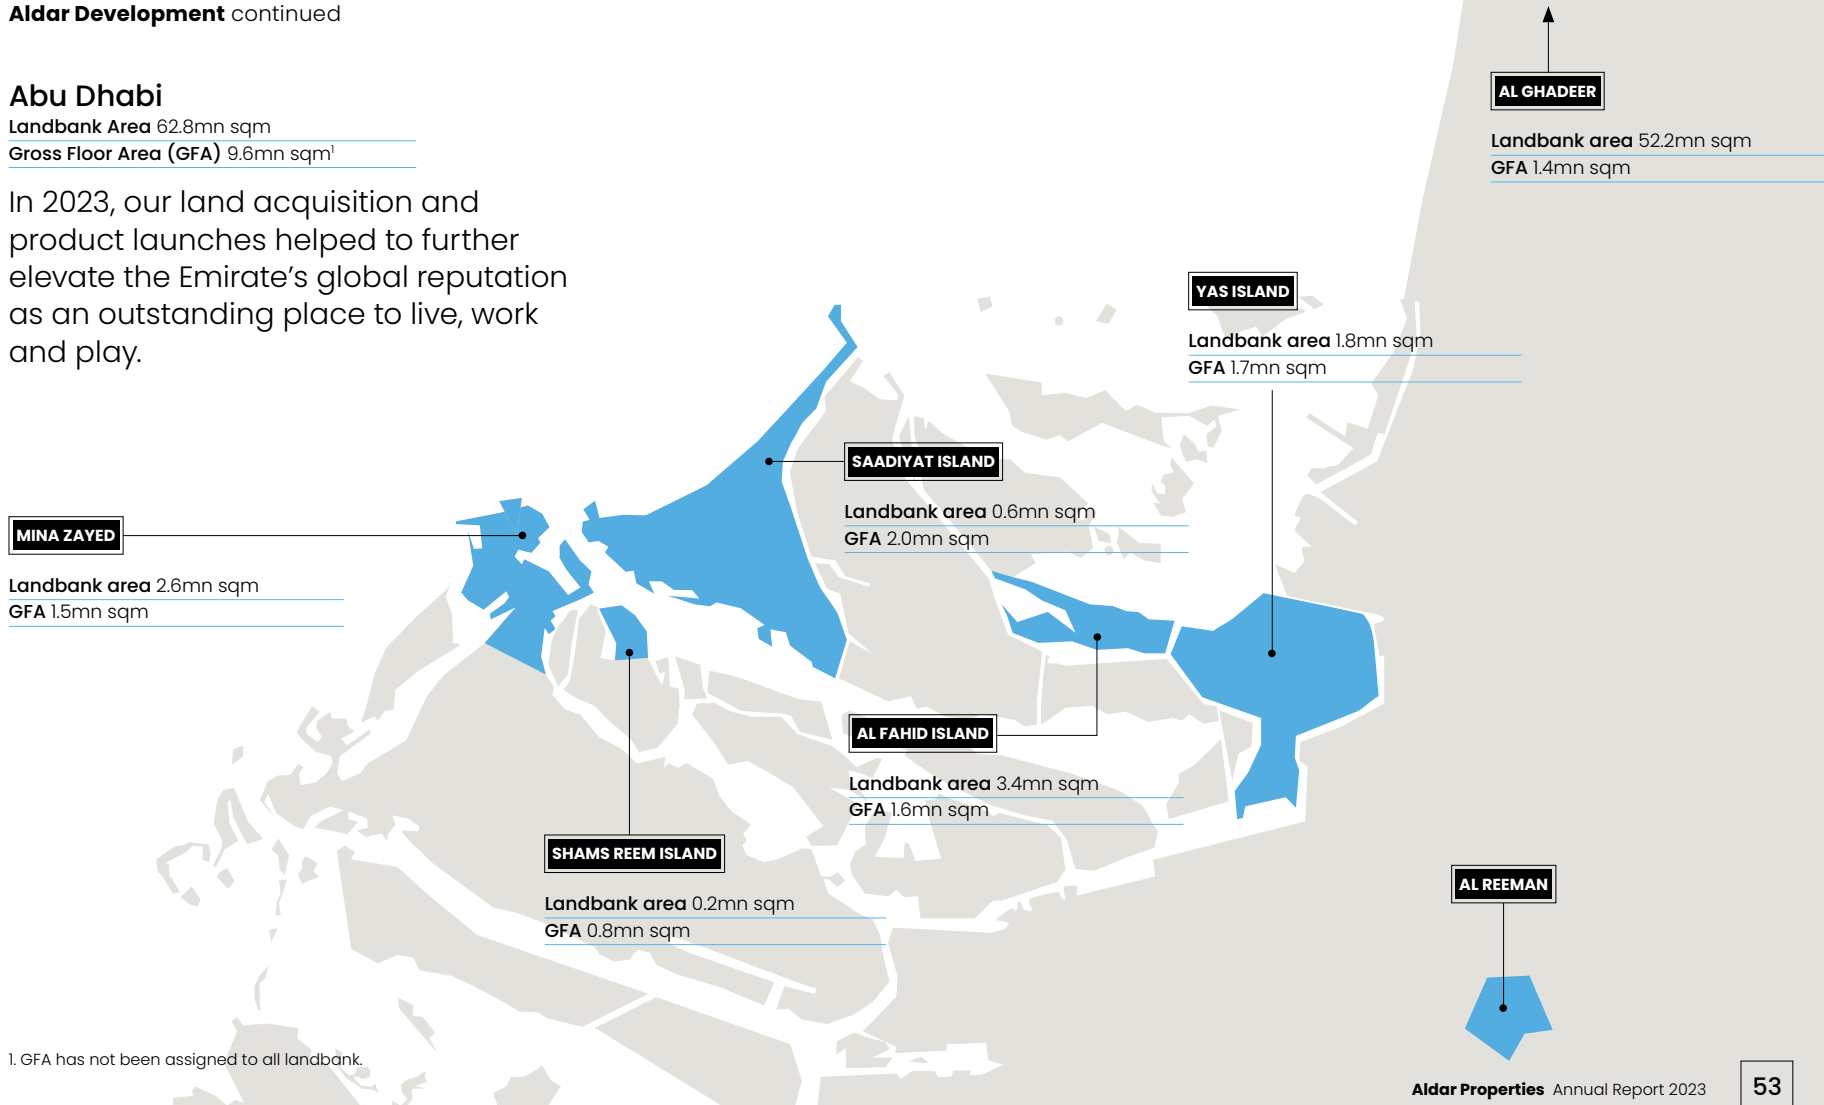 Aldar Development continued
Abu Dhabi
Landbank Area 62.8mn sqm
Gross Floor Area (GFA) 9.6mn sqm¹
In 2023, our land acquisition and
product launches helped to further
elevate the Emirate’s global reputation
as an outstanding place to live, work
and play.
AL GHADEER
Landbank area 52.2mn sqm
GFA 1.4mn sqm
YAS ISLAND
Landbank area 1.8mn sqm
GFA 1.7mn sqm
SAADIYAT ISLAND
Landbank area 0.6mn sqm
GFA 2.0mn sqm
MINA ZAYED
Landbank area 2.6mn sqm
GFA 1.5mn sqm
AL FAHID ISLAND
Landbank area 3.4mn sqm
GFA 1.6mn sqm
SHAMS REEM ISLAND
Landbank area 0.2mn sqm
GFA 0.8mn sqm
AL REEMAN
1. GFA has not been assigned to all landbank.
Aldar Properties Annual Report 2023
53